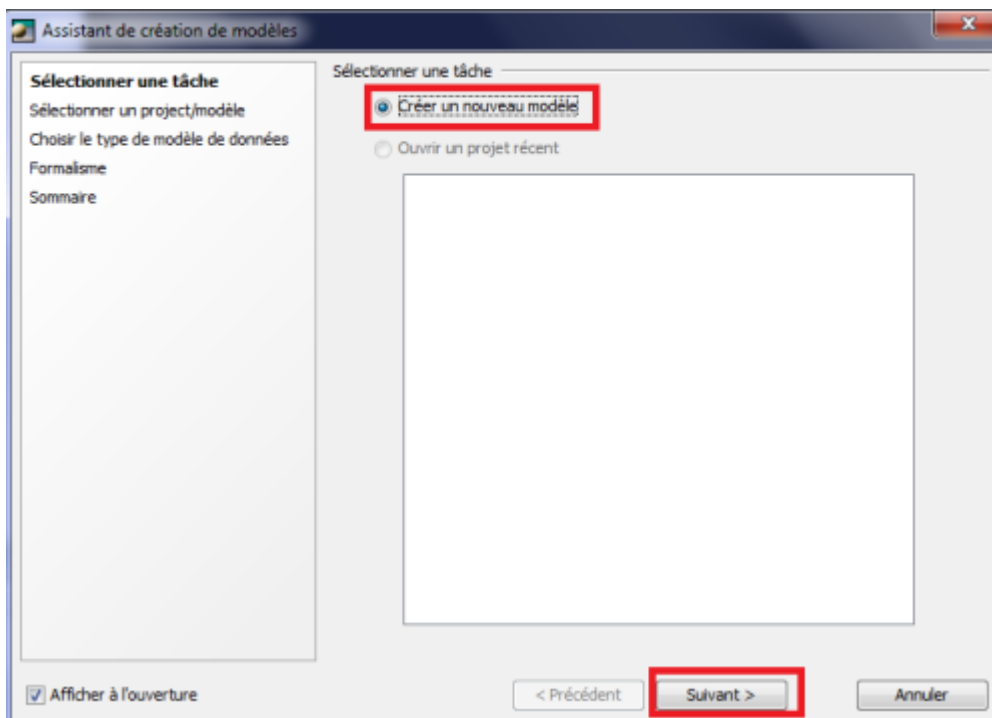 Assistant de création de modèles
Sélectionner une tâche
Sélectionner un project/modèle
Choisir le type de modèle de données
Formalisme
Sommaire
Sélectionner une tâche
Créer un nouveau modèle
Ouvrir un projet récent
Afficher à l'ouverture
< Précédent
Suivant >
Annuler